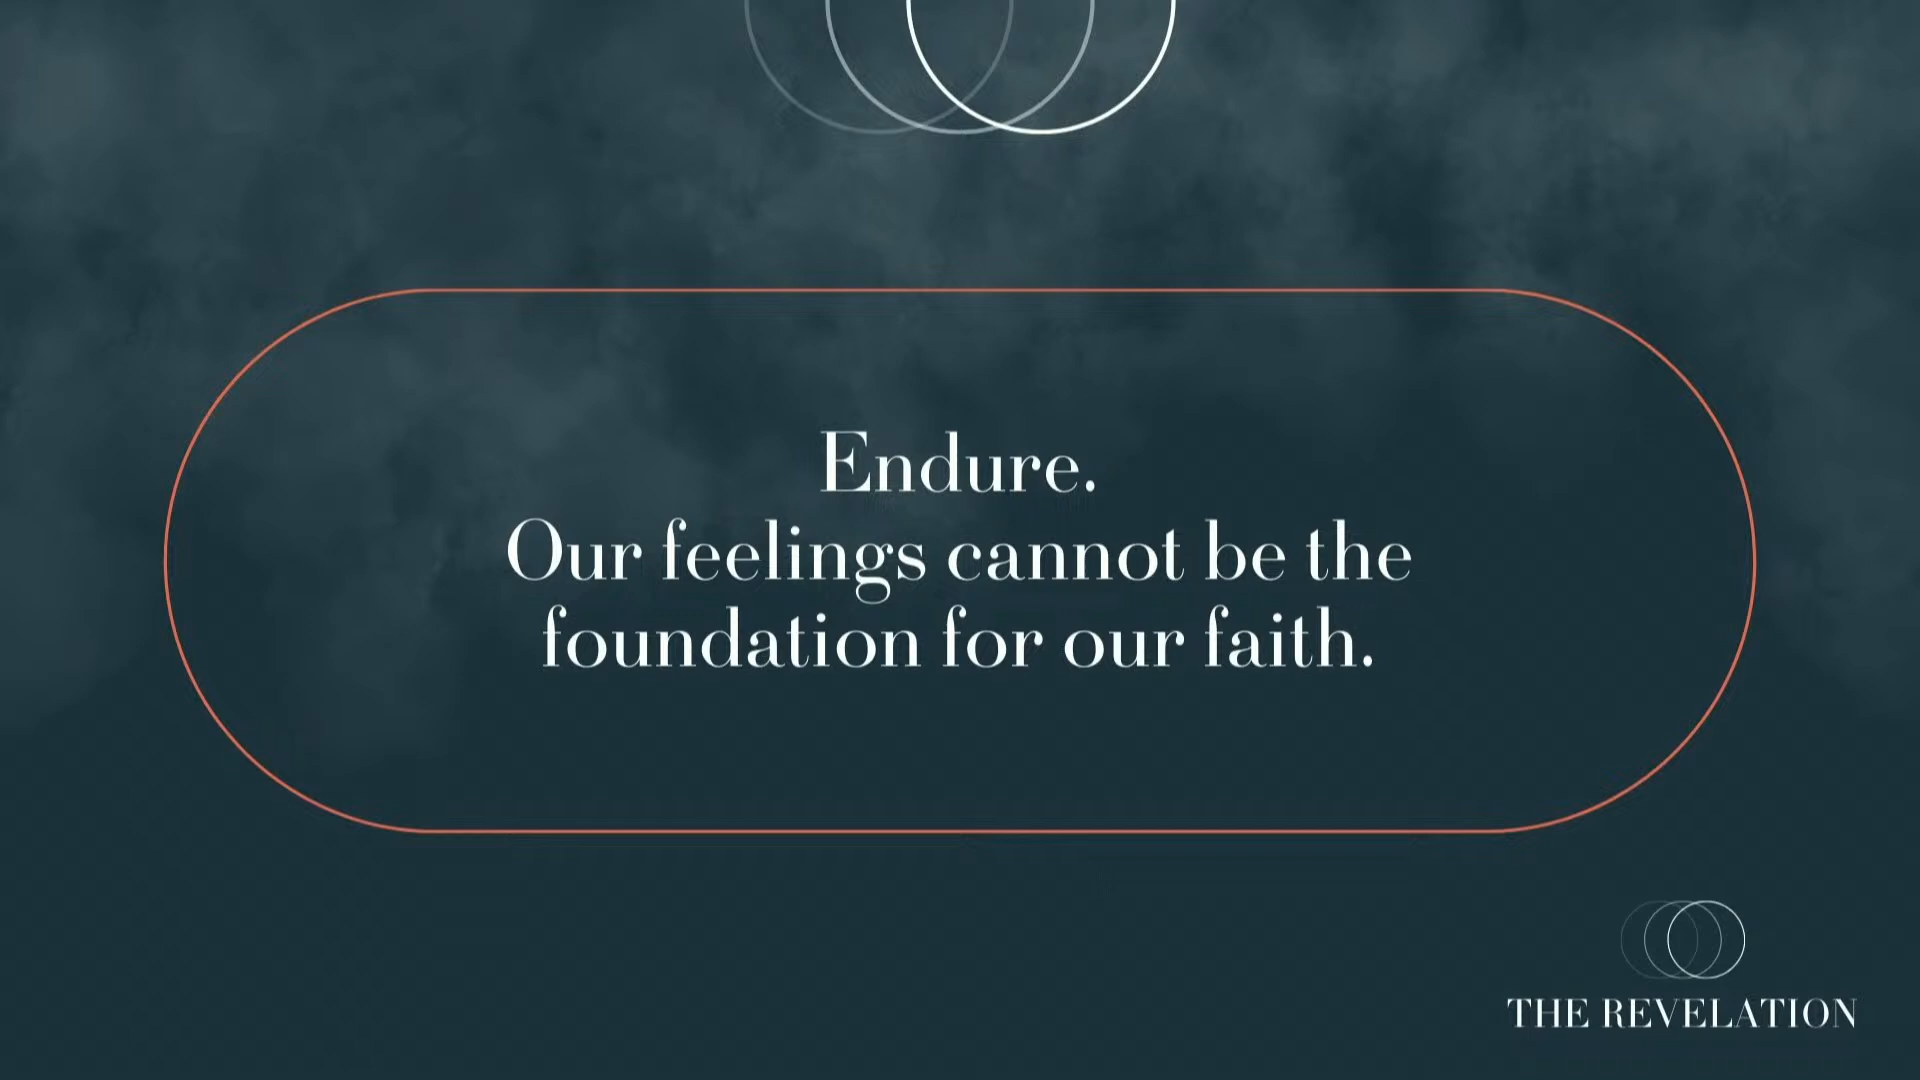 Endure.
Our feelings cannot be the
foundation for our faith.
THE REVELATION